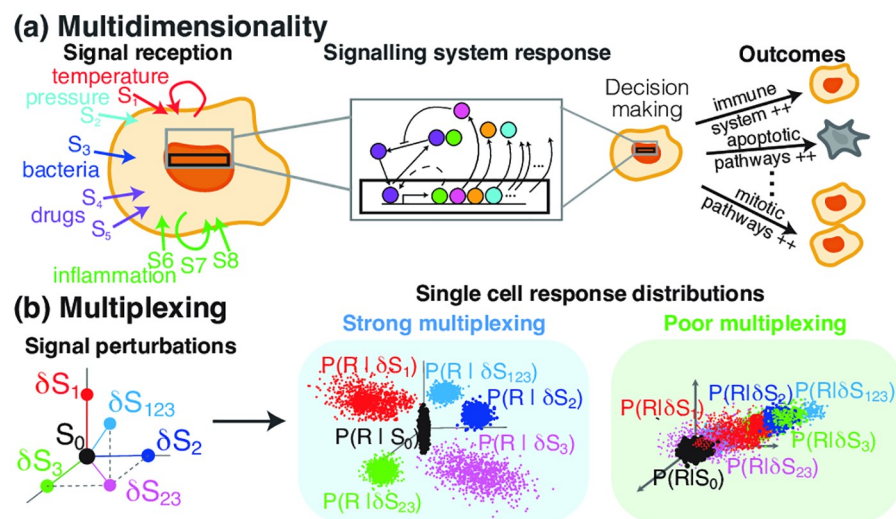 (a) Multidimensionality
Signal reception
Signalling system response
Outcomes
temperature
S1
pressure
S2
S3
bacteria
S4
drugs
S5
S6 S7 S8
inflammation
...
...
Decision
making
immune
system ++
apoptotic
pathways ++
mitotic
pathways ++
(b) Multiplexing
Signal perturbations
δS1
δS123
S0
δS2
δS3
δS23
Single cell response distributions
Strong multiplexing
P(R | δS1)
P(R | δS123)
P(R | δS2)
P(R | S0)
P(R | δS3)
P(R | δS23)
Poor multiplexing
P(R|δS1)
P(R|δS2)
P(R|δS123)
P(R|δS3)
P(R|δS23)
P(R|S0)